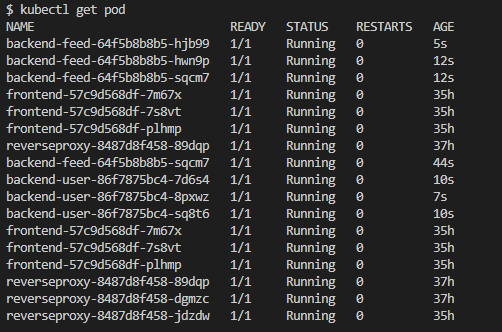 $ kubectl get pod
NAME READY STATUS RESTARTS AGE
backend-feed-64f5b8b8b5-hjb99 1/1 Running 0 5s
backend-feed-64f5b8b8b5-hwn9p 1/1 Running 0 12s
backend-feed-64f5b8b8b5-sqcm7 1/1 Running 0 12s
frontend-57c9d568df-7m67x 1/1 Running 0 35h
frontend-57c9d568df-7s8vt 1/1 Running 0 35h
frontend-57c9d568df-plhmp 1/1 Running 0 35h
reverseproxy-8487d8f458-89dqp 1/1 Running 0 37h
backend-feed-64f5b8b8b5-sqcm7 1/1 Running 0 44s
backend-user-86f7875bc4-7d6s4 1/1 Running 0 10s
backend-user-86f7875bc4-8pxwz 1/1 Running 0 7s
backend-user-86f7875bc4-sq8t6 1/1 Running 0 10s
frontend-57c9d568df-7m67x 1/1 Running 0 35h
frontend-57c9d568df-7s8vt 1/1 Running 0 35h
frontend-57c9d568df-plhmp 1/1 Running 0 35h
reverseproxy-8487d8f458-89dqp 1/1 Running 0 37h
reverseproxy-8487d8f458-dgmzc 1/1 Running 0 37h
reverseproxy-8487d8f458-jdzdw 1/1 Running 0 35h